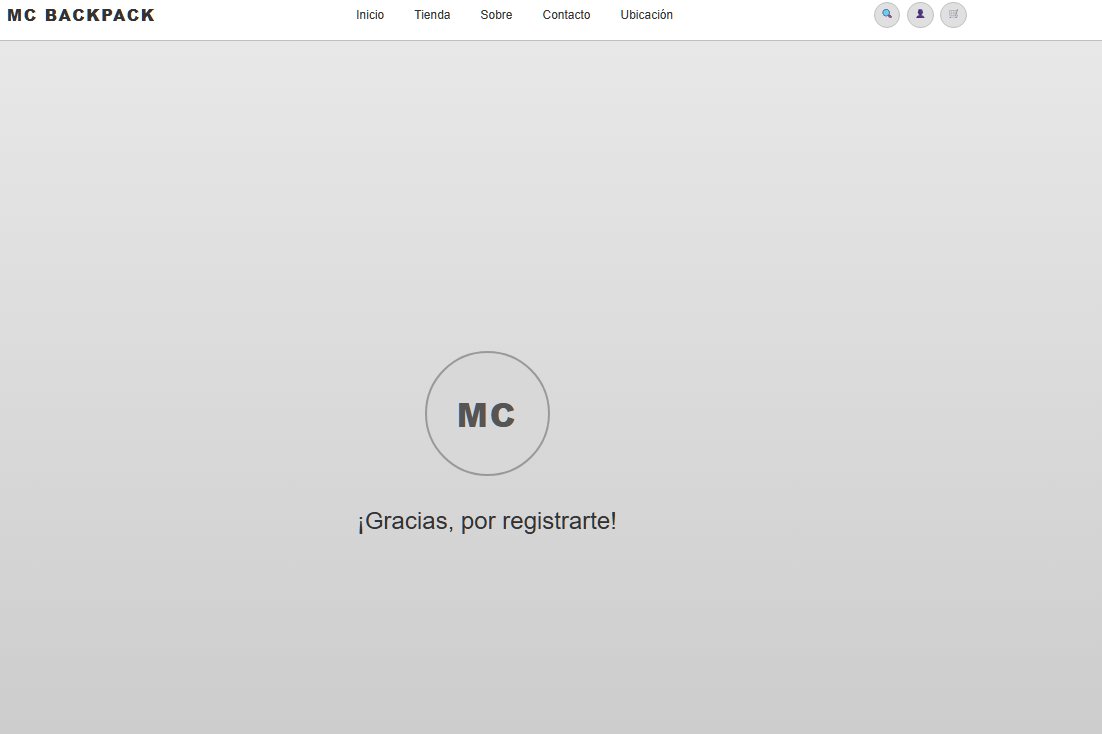 MC BACKPACK
Inicio Tienda Sobre Contacto Ubicación
MC
¡Gracias, por registrarte!